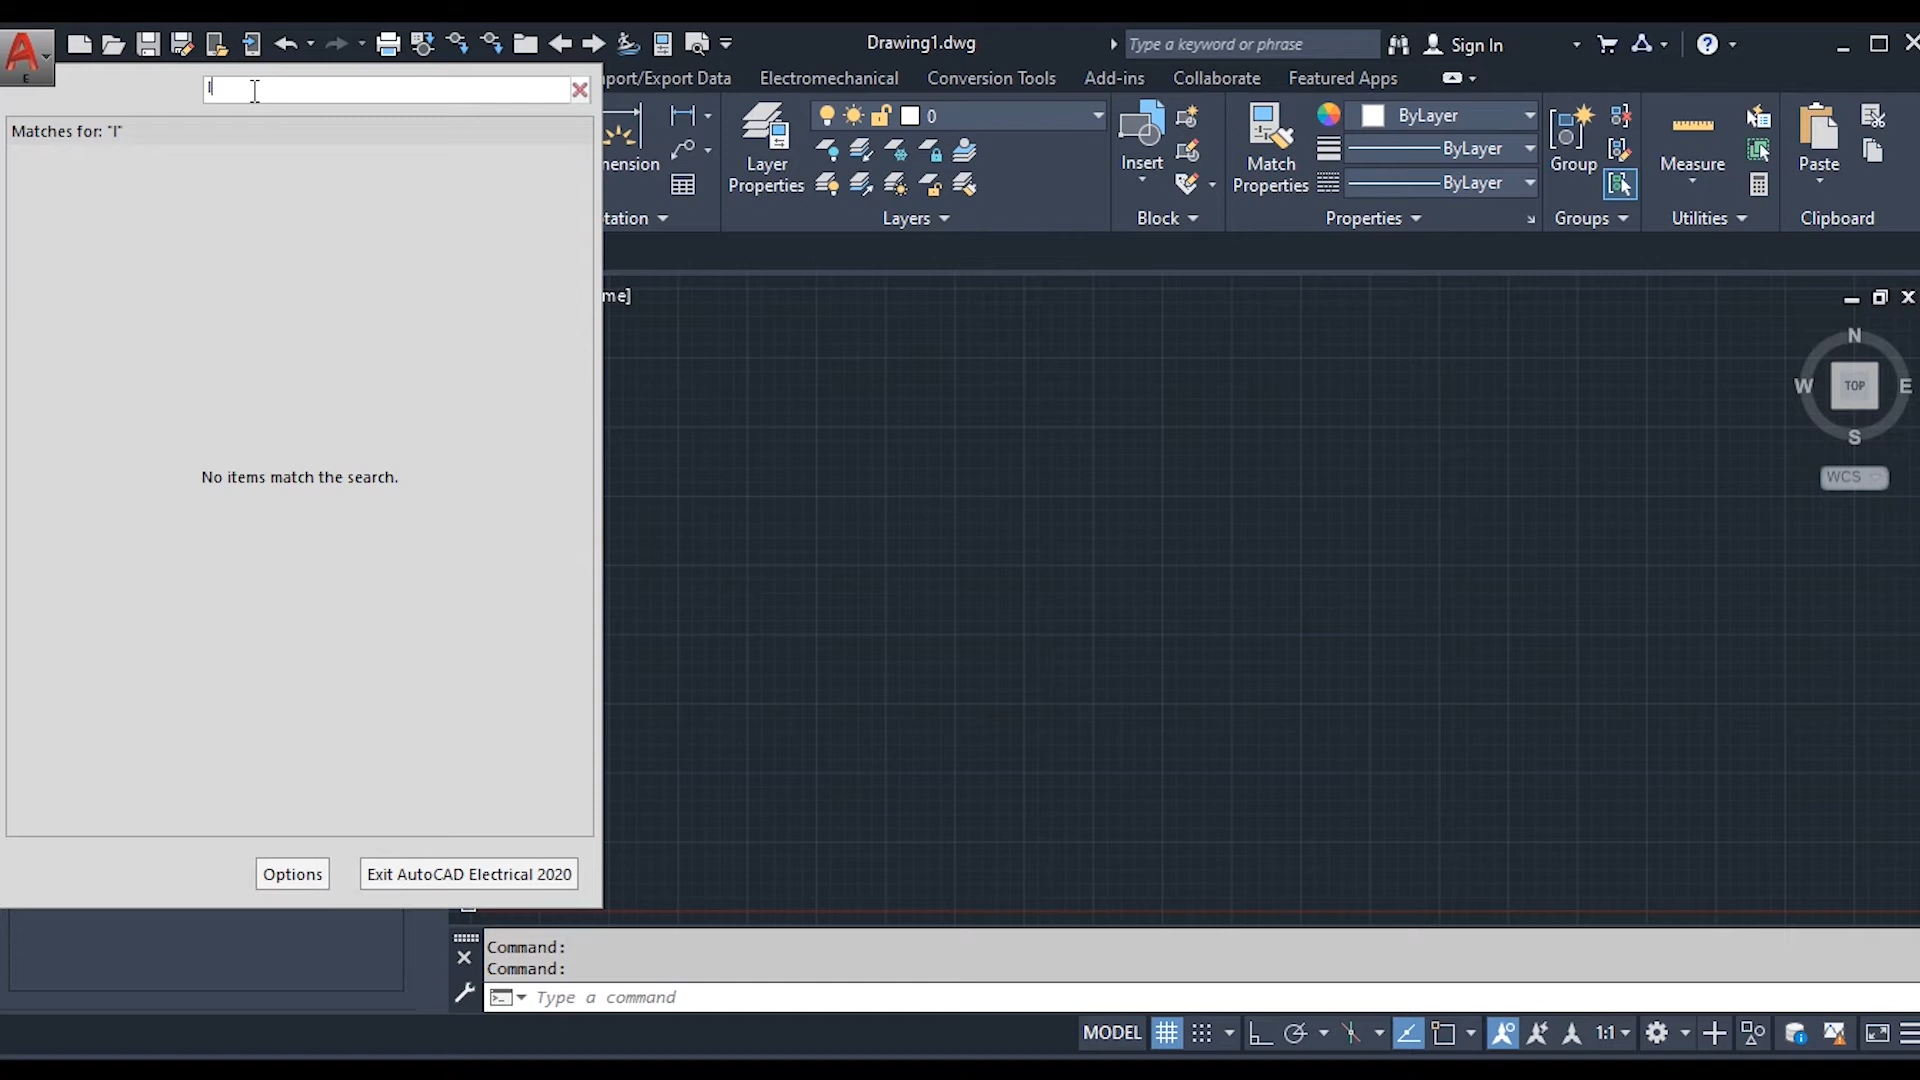 E
Drawing1.dwg
Type a keyword or phrase
Sign In
?
port/Export Data
Electromechanical
Conversion Tools
Add-ins
Collaborate
Featured Apps
l
Matches for: "l"
No items match the search.
Options
Exit AutoCAD Electrical 2020
mension
tation
Layer
Properties
0
Layers
Insert
Block
Match
Properties
ByLayer
ByLayer
ByLayer
Properties
Group
Groups
Measure
Utilities
Paste
Clipboard
me]
N
W
TOP
E
S
WCS
Command:
Command:
Type a command
MODEL
1:1